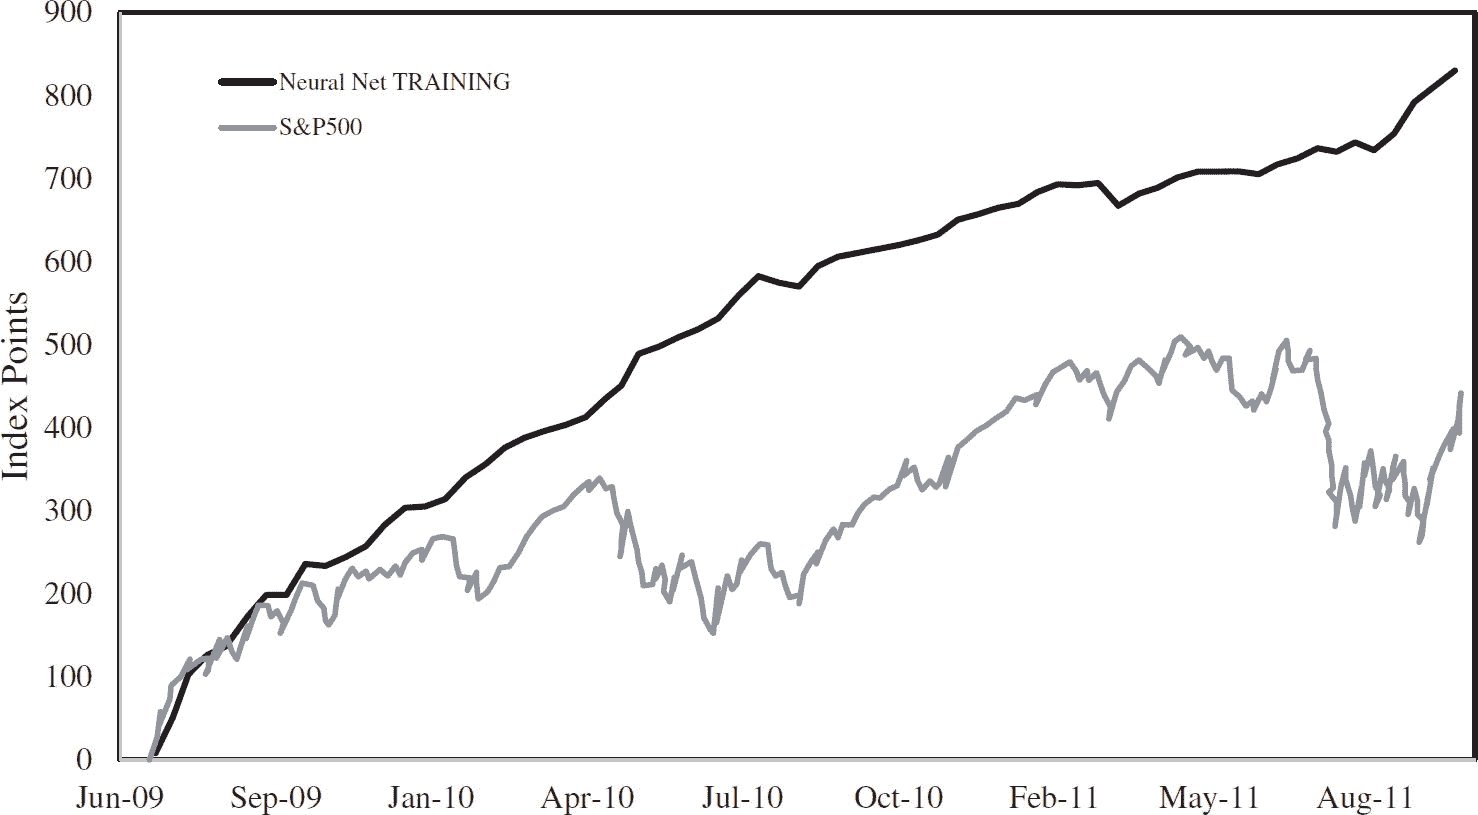 900
800
700
600
500
400
300
200
100
0
Index Points
Neural Net TRAINING
S&P500
Jun-09 Sep-09 Jan-10 Apr-10 Jul-10 Oct-10 Feb-11 May-11 Aug-11